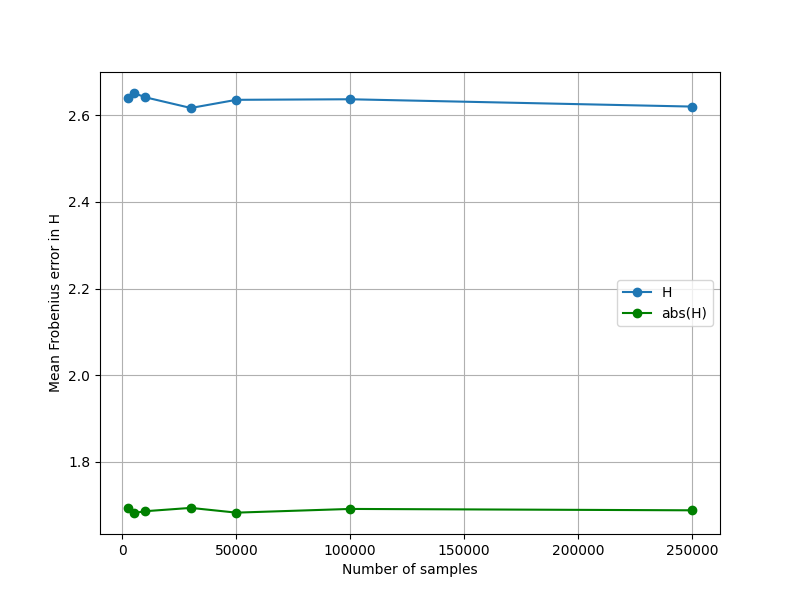 2.6
2.4
2.2
2.0
1.8
Mean Frobenius error in H
H
abs(H)
0 50000 100000 150000 200000 250000
Number of samples